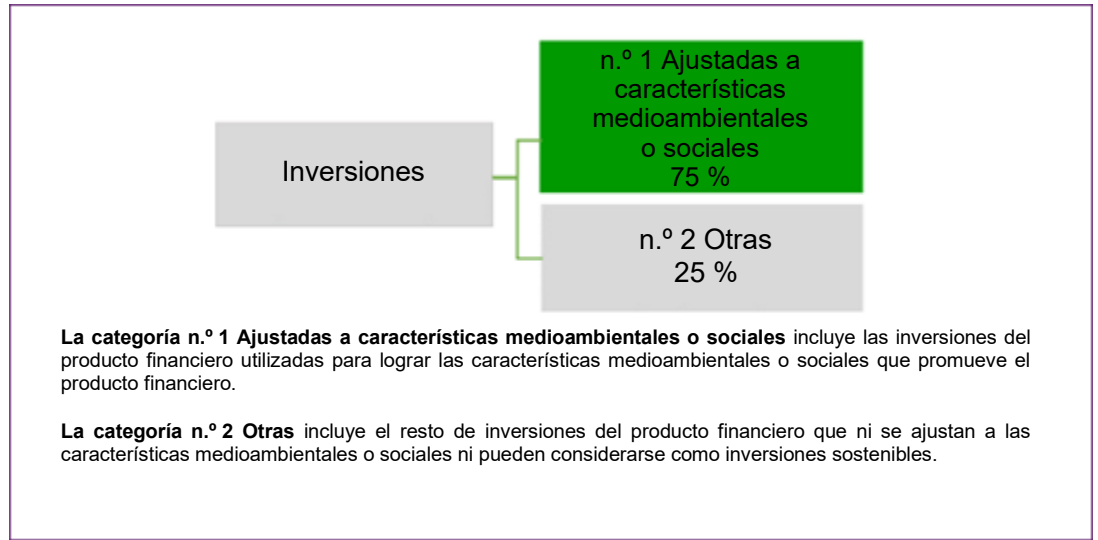 n.º 1 Ajustadas a
características
medioambientales
o sociales
75 %
Inversiones
n.º 2 Otras
25 %
La categoría n.º 1 Ajustadas a características medioambientales o sociales incluye las inversiones del
producto financiero utilizadas para lograr las características medioambientales o sociales que promueve el
producto financiero.
La categoría n.º 2 Otras incluye el resto de inversiones del producto financiero que ni se ajustan a las
características medioambientales o sociales ni pueden considerarse como inversiones sostenibles.